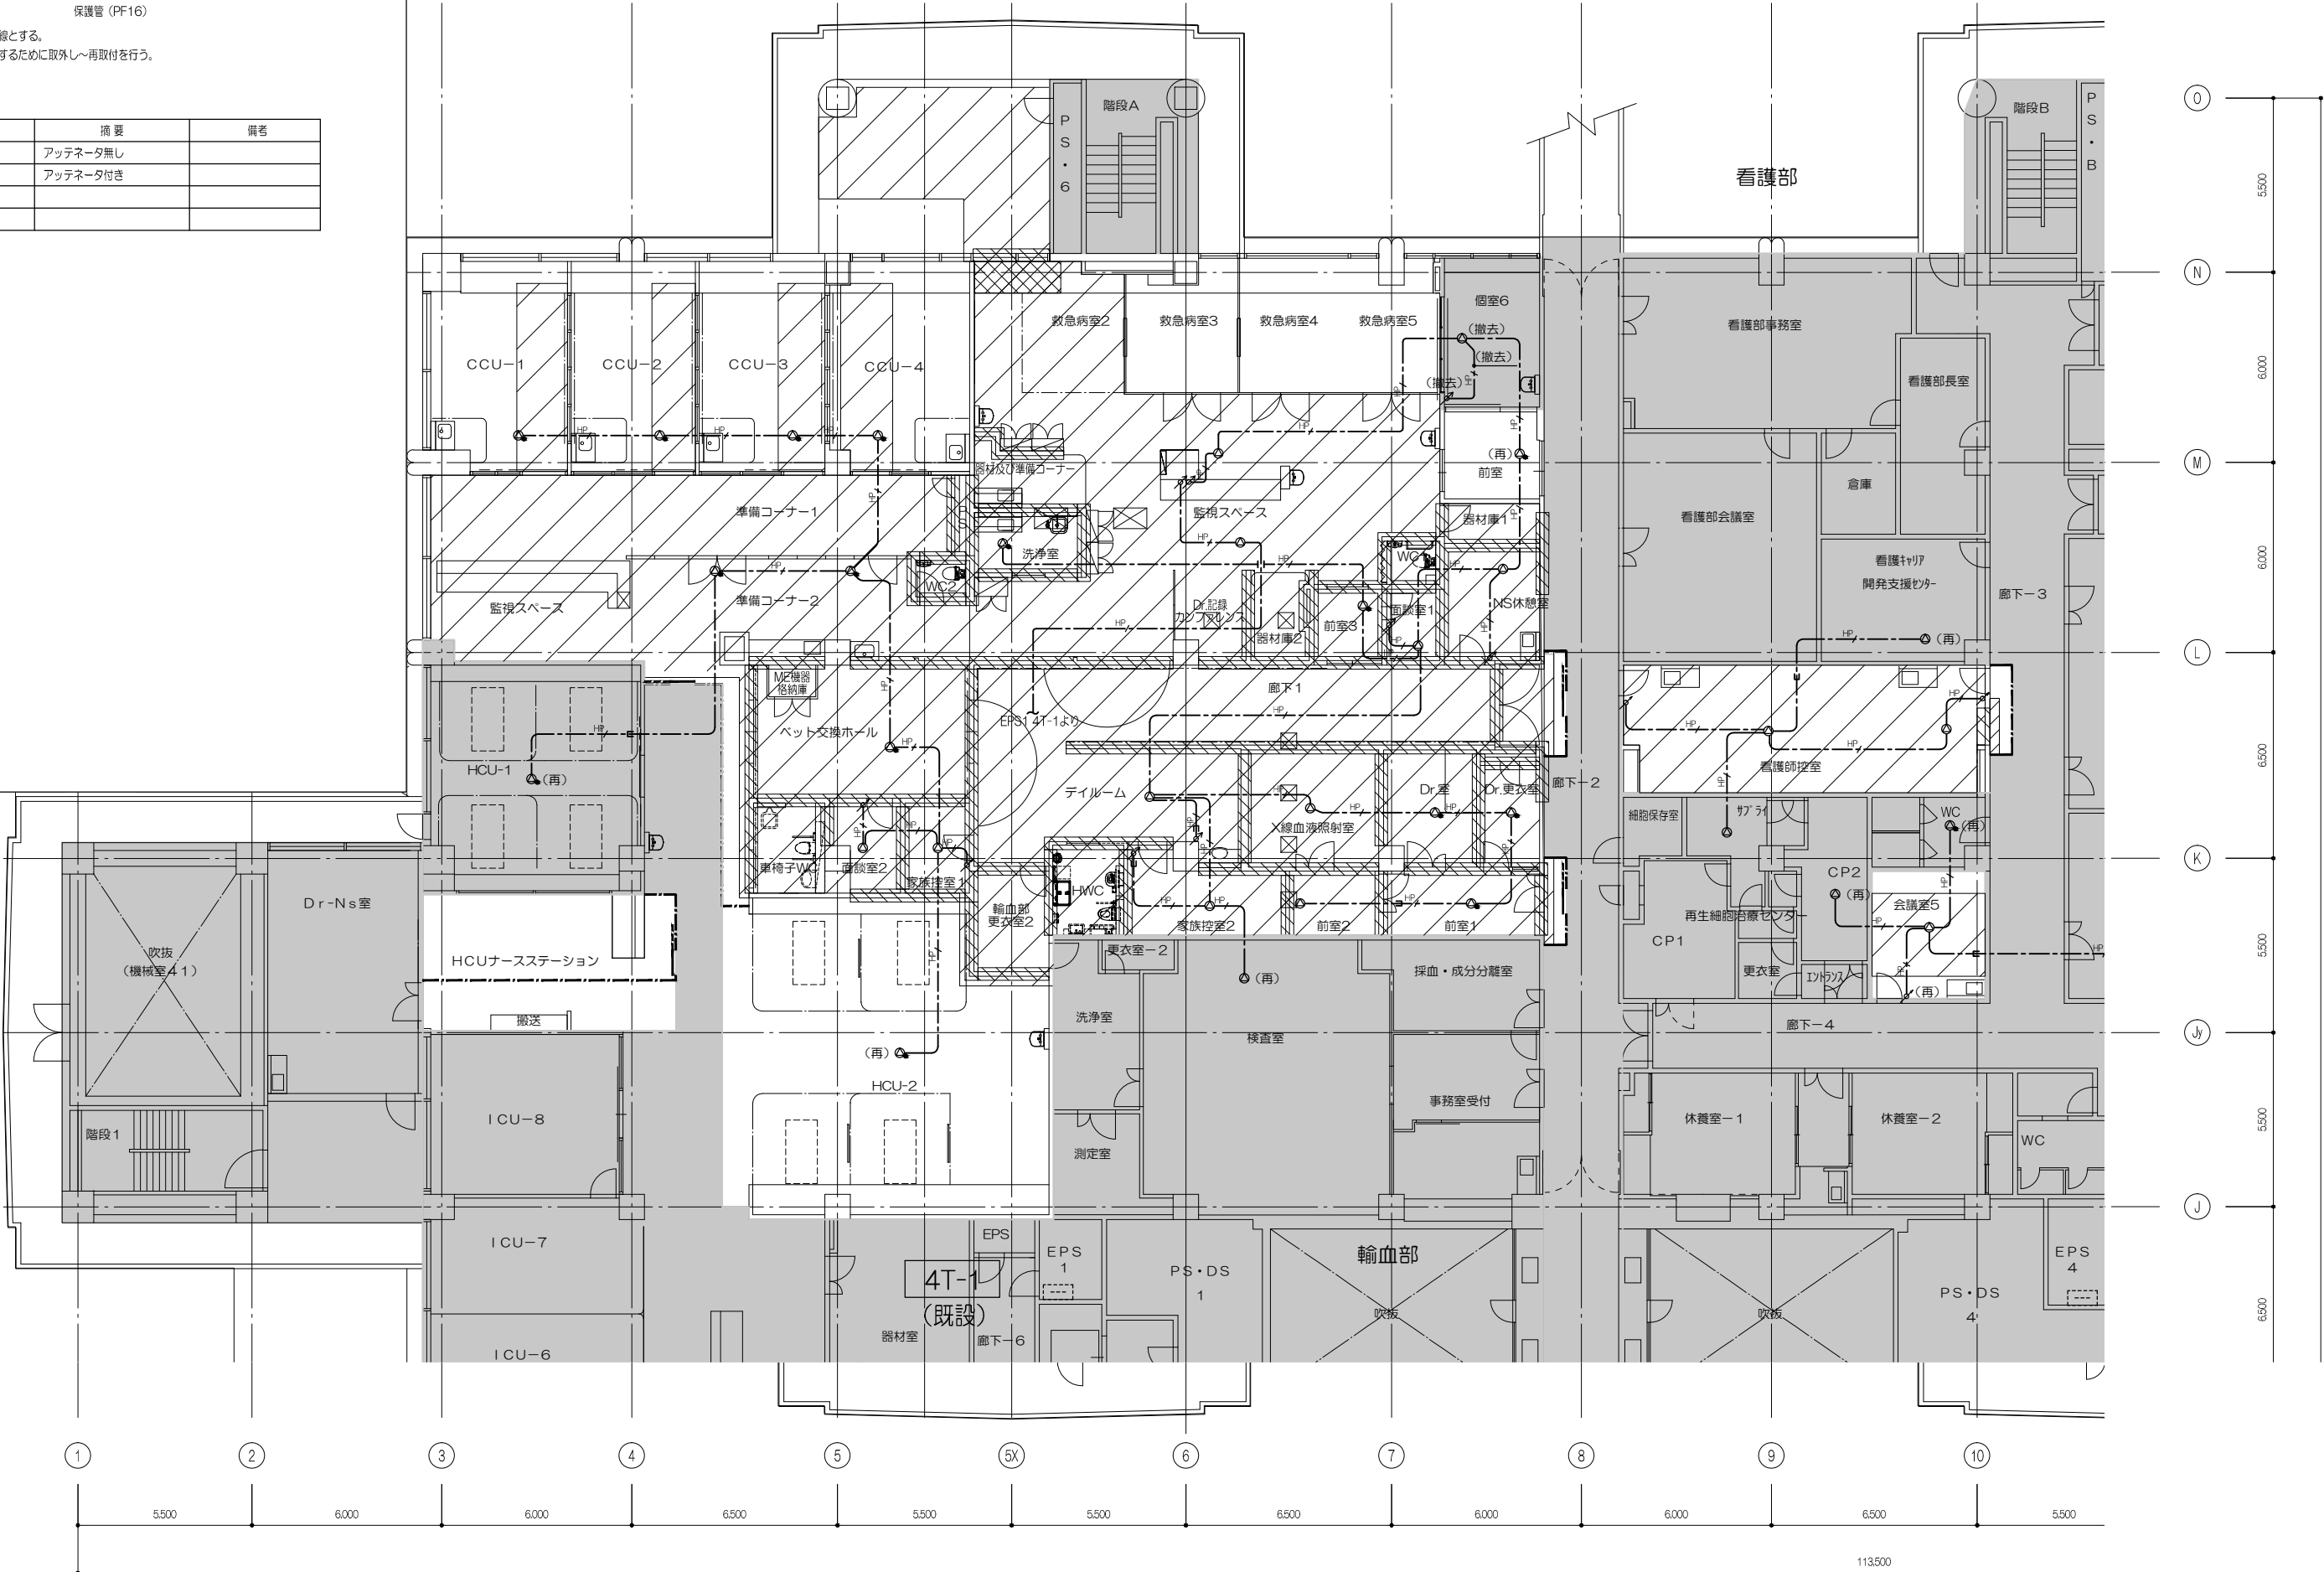 保護管（PF16）
線とする。
するために取外し～再取付を行う。
摘 要
備考
アッテネータ無し
アッテネータ付き
階段A
PS・6
看護部
階段B
PS・B
O
5.500
N
個室6
救急病室2
救急病室3
救急病室4
救急病室5
(撤去)
(撤去)
(撤去)
看護部事務室
看護部長室
6.000
CCU-1
CCU-2
CCU-3
CCU-4
HP
HP
HP
HP
HP
HP
HP
器材及び準備コーナー
(再)
前室
M
倉庫
準備コーナー1
PS
監視スペース
器材庫1
看護部会議室
洗浄室
WC1
看護ｷｬﾘｱ
開発支援ｾﾝﾀｰ
6.000
監視スペース
準備コーナー2
WC2
Dr.記録
カンファレンス
器材庫2
前室3
面談室1
NS休憩室
廊下-3
HP
(再)
L
ME機器
格納庫
廊下1
EPS1 4T-1より
ベット交換ホール
HCU-1
(再)
デイルーム
Dr.室
Dr.更衣室
廊下-2
看護師控室
6.500
X線血液照射室
細胞保存室
ｻﾌﾟﾗｲ
WC
(再)
車椅子WC
面談室2
家族控室1
K
HWC
CP2
(再)
Dr-Ns室
輸血部
更衣室2
家族控室2
前室2
前室1
再生細胞治療センター
会議室5
CP1
吹抜
(機械室41)
HCUナースステーション
更衣室-2
(再)
採血・成分分離室
更衣室
ｴﾝﾄﾗﾝｽ
(再)
5.500
搬送
洗浄室
検査室
廊下-4
Jy
(再)
HCU-2
事務室受付
階段1
ICU-8
測定室
休養室-1
休養室-2
WC
5.500
J
ICU-7
EPS
EPS
1
輸血部
EPS
4
4T-1
(既設)
PS・DS
1
PS・DS
4
吹抜
吹抜
6.500
器材室
廊下-6
ICU-6
1
2
3
4
5
5X
6
7
8
9
10
5.500
6.000
6.000
6.500
5.500
5.500
6.500
6.000
6.000
6.500
5.500
113.500